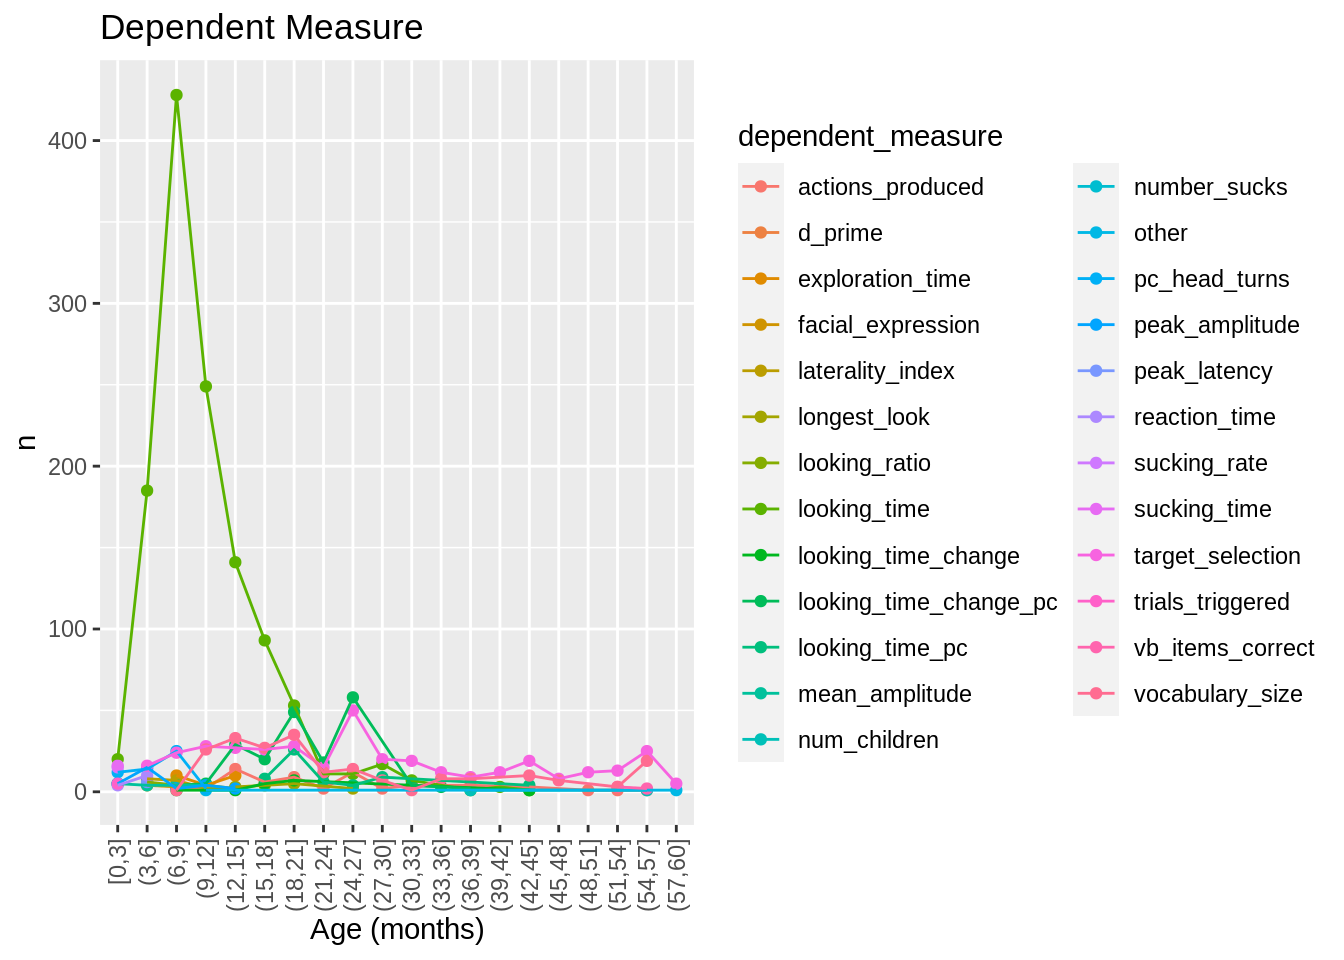 Dependent Measure
n
400
300
200
100
0
[0,3]
(3,6]
(6,9]
(9,12]
(12,15]
(15,18]
(18,21]
(21,24]
(24,27]
(27,30]
(30,33]
(33,36]
(36,39]
(39,42]
(42,45]
(45,48]
(48,51]
(51,54]
(54,57]
(57,60]
Age (months)
dependent_measure
actions_produced
d_prime
exploration_time
facial_expression
laterality_index
longest_look
looking_ratio
looking_time
looking_time_change
looking_time_change_pc
looking_time_pc
mean_amplitude
num_children
number_sucks
other
pc_head_turns
peak_amplitude
peak_latency
reaction_time
sucking_rate
sucking_time
target_selection
trials_triggered
vb_items_correct
vocabulary_size